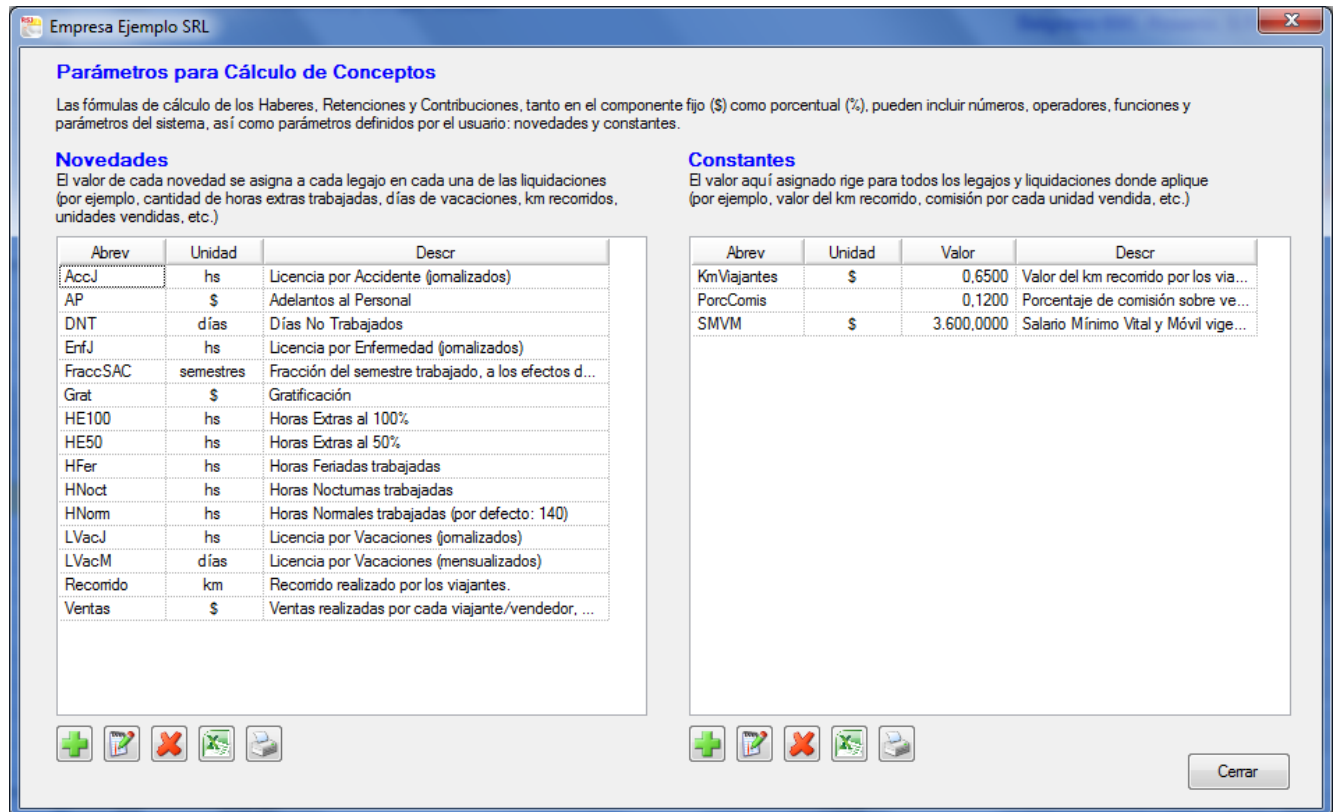 Empresa Ejemplo SRL
Parámetros para Cálculo de Conceptos
Las fórmulas de cálculo de los Haberes, Retenciones y Contribuciones, tanto en el componente fijo ($) como porcentual (%), pueden incluir números, operadores, funciones y
parámetros del sistema, así como parámetros definidos por el usuario: novedades y constantes.
Novedades
El valor de cada novedad se asigna a cada legajo en cada una de las liquidaciones
(por ejemplo, cantidad de horas extras trabajadas, días de vacaciones, km recorridos,
unidades vendidas, etc.)
Abrev Unidad Descr
AccJ hs Licencia por Accidente (jornalizados)
AP $ Adelantos al Personal
DNT días Días No Trabajados
EnfJ hs Licencia por Enfermedad (jornalizados)
FraccSAC semestres Fracción del semestre trabajado, a los efectos d...
Grat $ Gratificación
HE100 hs Horas Extras al 100%
HE50 hs Horas Extras al 50%
HFer hs Horas Feriadas trabajadas
HNoct hs Horas Nocturnas trabajadas
HNorm hs Horas Normales trabajadas (por defecto: 140)
LVacJ hs Licencia por Vacaciones (jornalizados)
LVacM días Licencia por Vacaciones (mensualizados)
Recorrido km Recorrido realizado por los viajantes.
Ventas $ Ventas realizadas por cada viajante/vendedor, ...
Constantes
El valor aquí asignado rige para todos los legajos y liquidaciones donde aplique
(por ejemplo, valor del km recorrido, comisión por cada unidad vendida, etc.)
Abrev Unidad Valor Descr
KmViajantes $ 0,6500 Valor del km recorrido por los via...
PorcComis 0,1200 Porcentaje de comisión sobre ve...
SMVM $ 3.600,0000 Salario Mínimo Vital y Móvil vige...
Cerrar